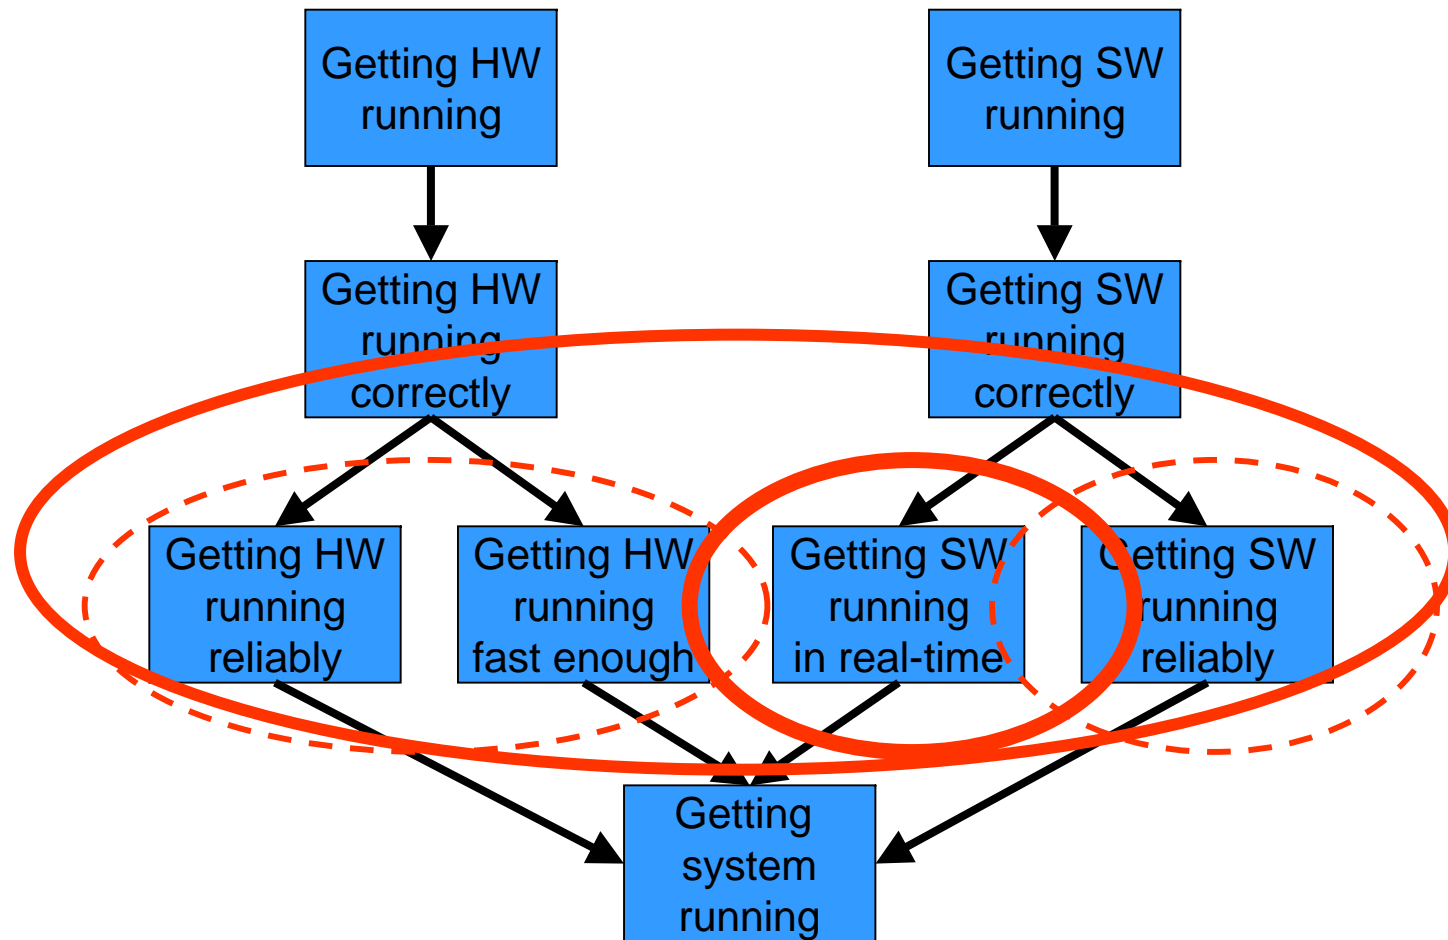 Getting HW
running
Getting SW
running
Getting HW
running
correctly
Getting SW
running
correctly
Getting HW
running
reliably
Getting HW
running
fast enough
Getting SW
running
in real-time
Getting SW
running
reliably
Getting
system
running